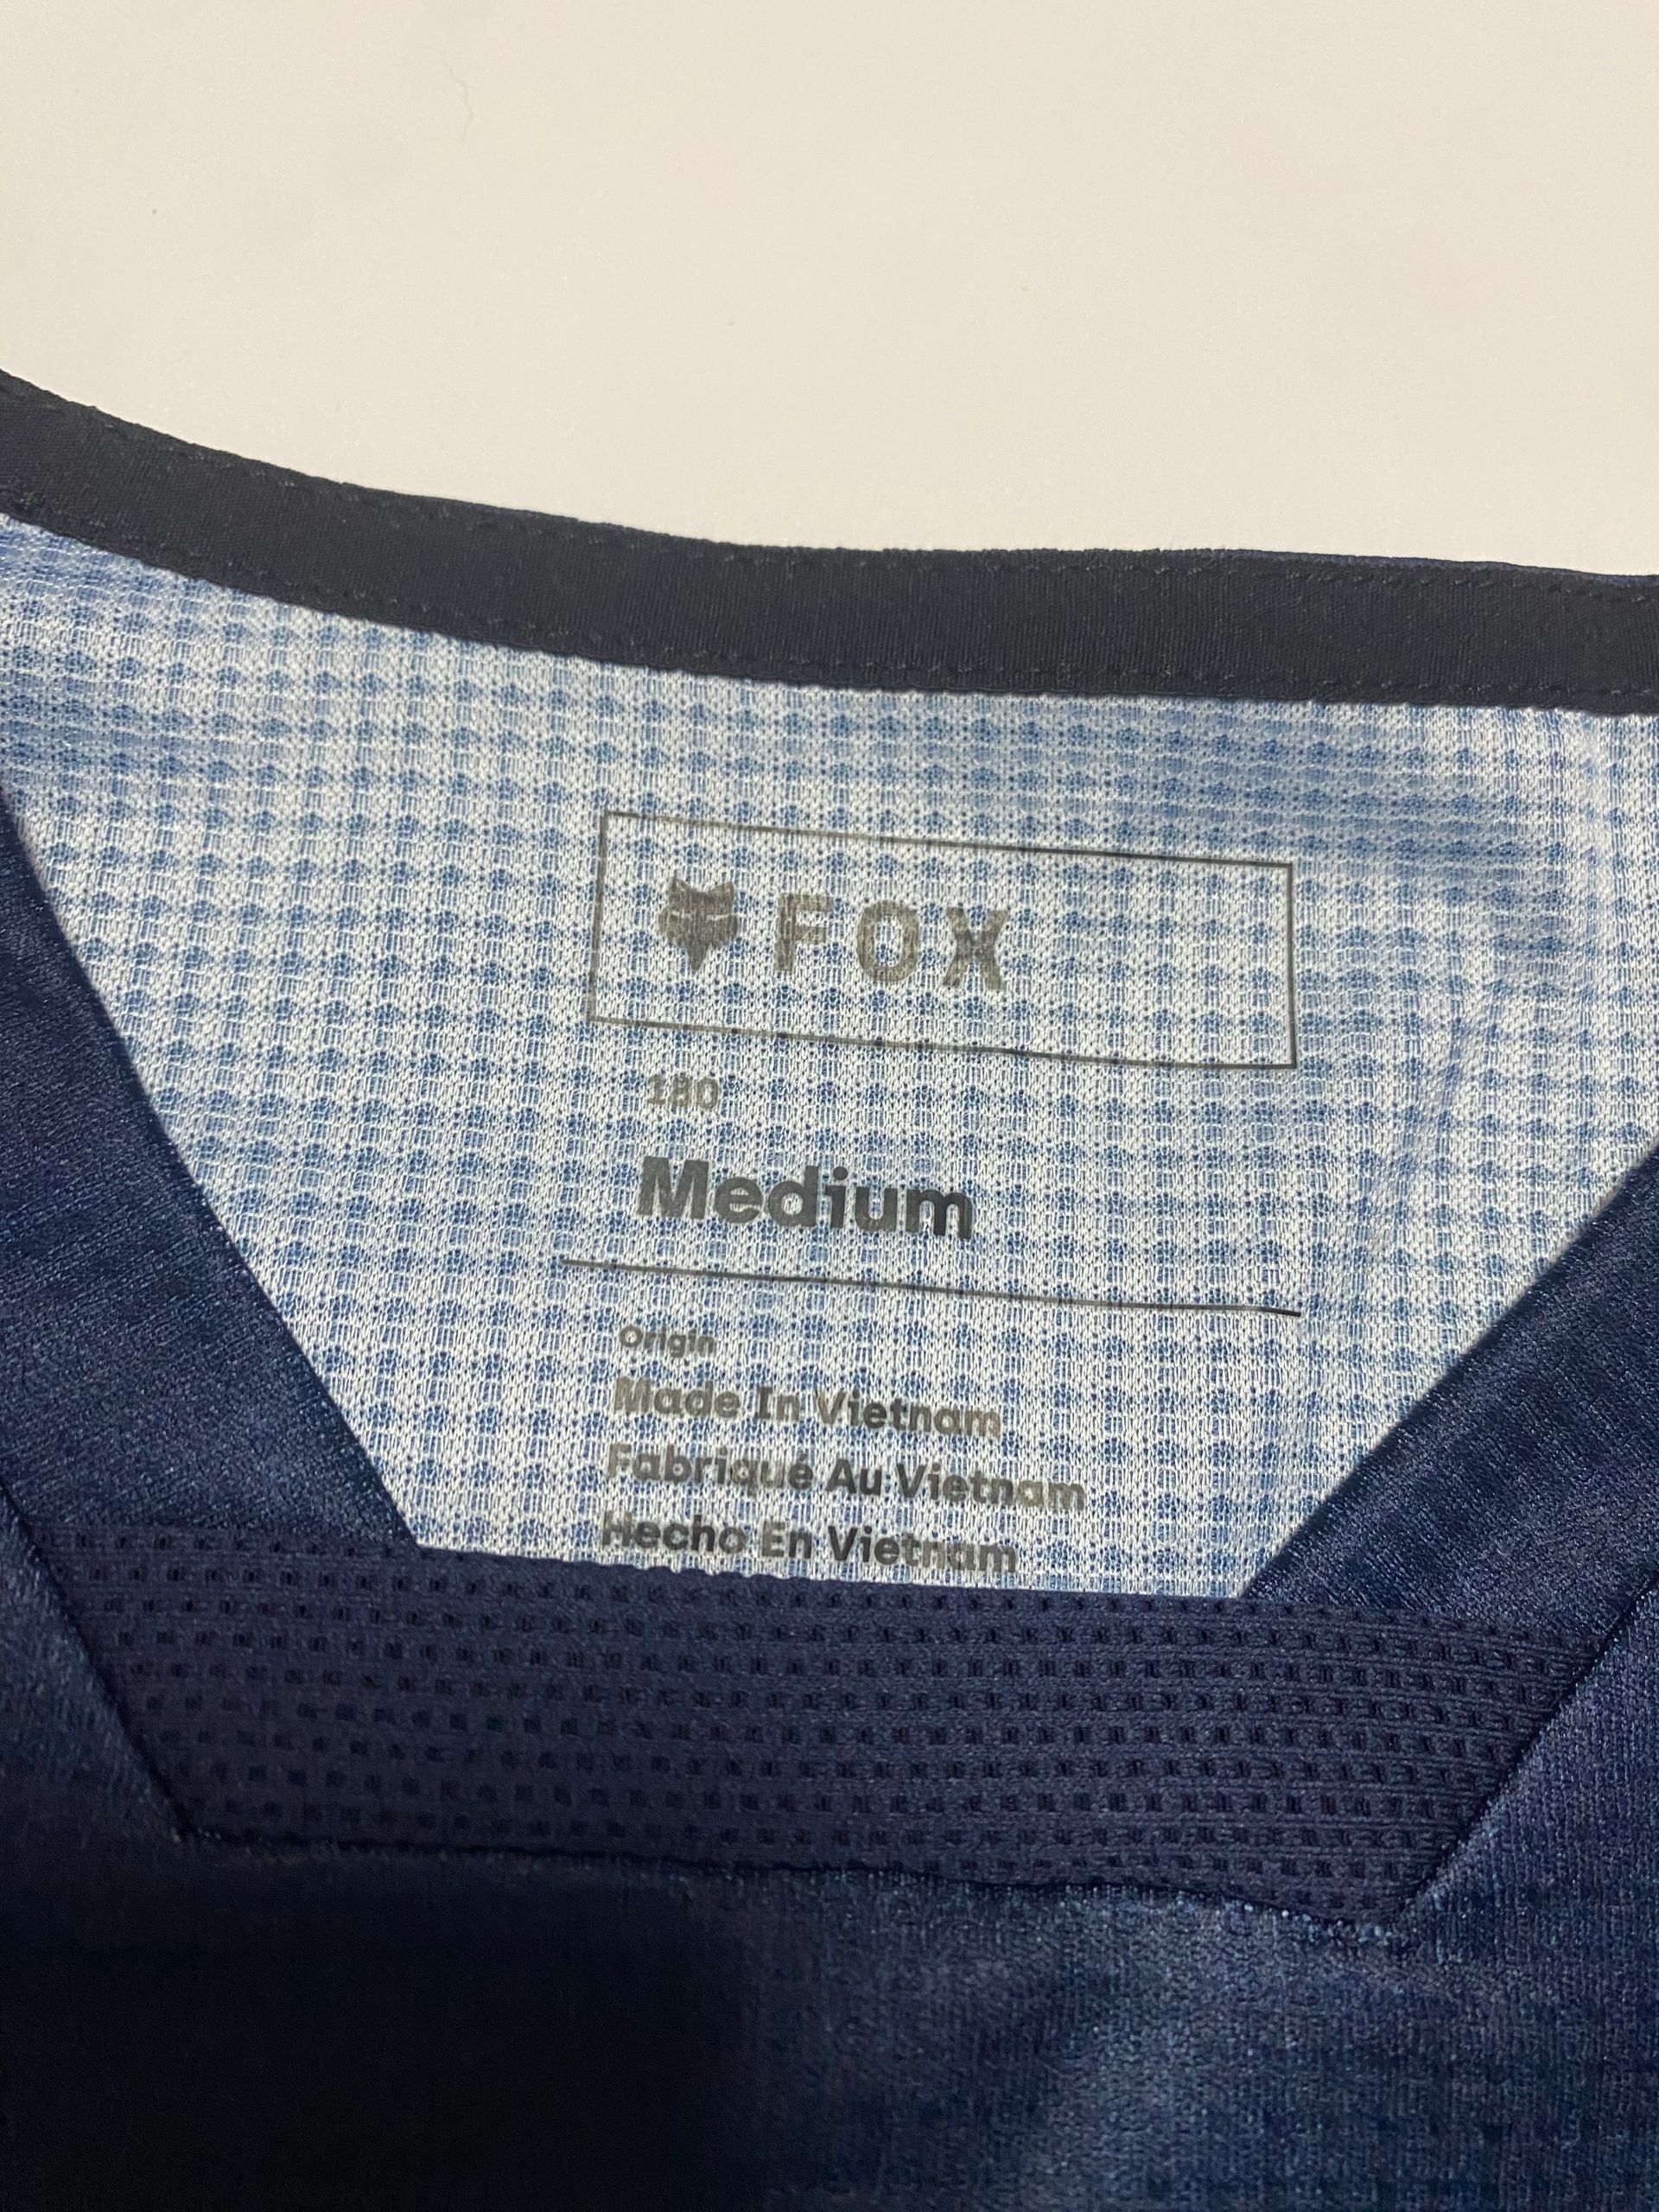 FOX
180
Medium
Origin
Made In Vietnam
Fabriqué Au Vietnam
Hecho En Vietnam